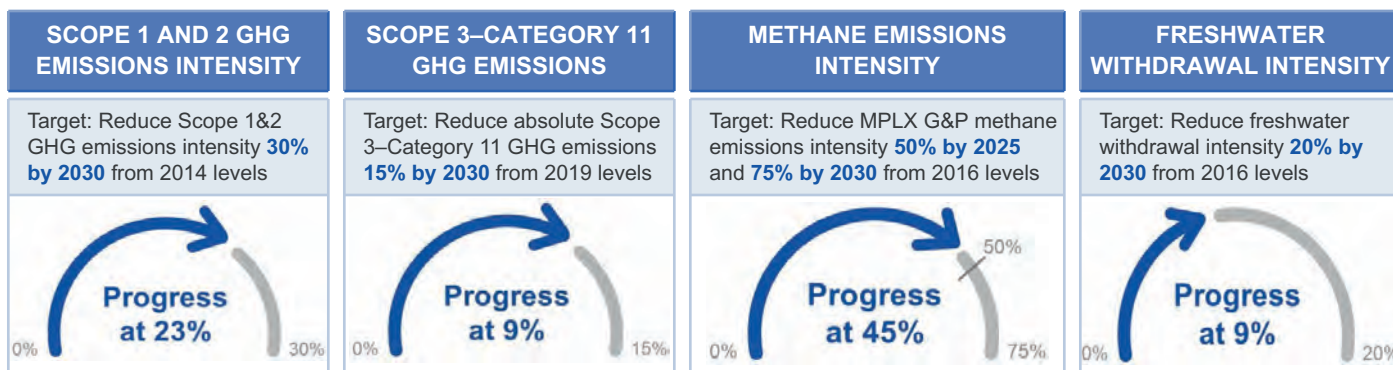 SCOPE 1 AND 2 GHG
EMISSIONS INTENSITY
Target: Reduce Scope 1&2
GHG emissions intensity 30%
by 2030 from 2014 levels
Progress
at 23%
0%
30%
SCOPE 3–CATEGORY 11
GHG EMISSIONS
Target: Reduce absolute Scope
3–Category 11 GHG emissions
15% by 2030 from 2019 levels
Progress
at 9%
0%
15%
METHANE EMISSIONS
INTENSITY
Target: Reduce MPLX G&P methane
emissions intensity 50% by 2025
and 75% by 2030 from 2016 levels
50%
Progress
at 45%
0%
75%
FRESHWATER
WITHDRAWAL INTENSITY
Target: Reduce freshwater
withdrawal intensity 20% by
2030 from 2016 levels
Progress
at 9%
0%
20%